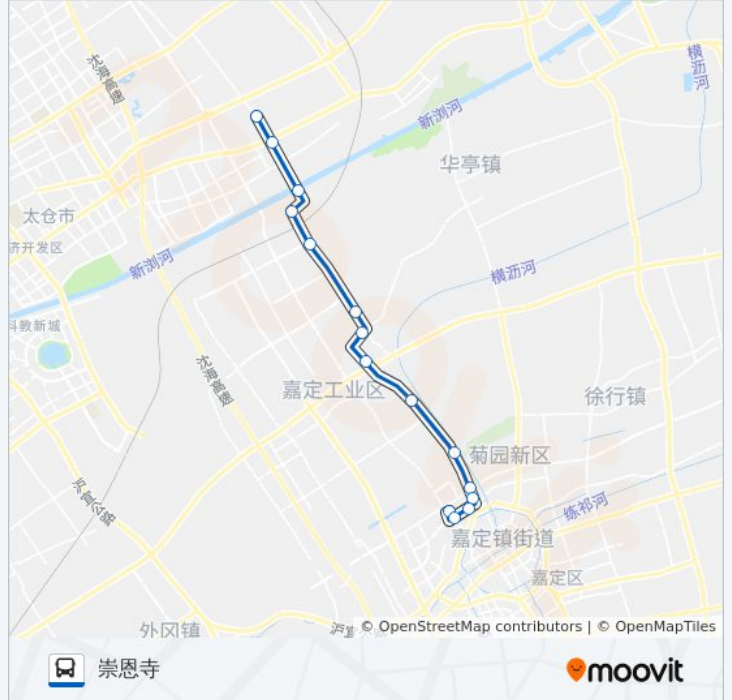 沈海高速
横沥河
新浏河
华亭镇
太仓市
济开发区
新浏河
横沥河
科教新城
沈海高速
嘉定工业区
徐行镇
菊园新区
沪宜公路
练祁河
嘉定镇街道
嘉定区
外冈镇
© OpenStreetMap contributors | © OpenMapTiles
崇恩寺
moovit